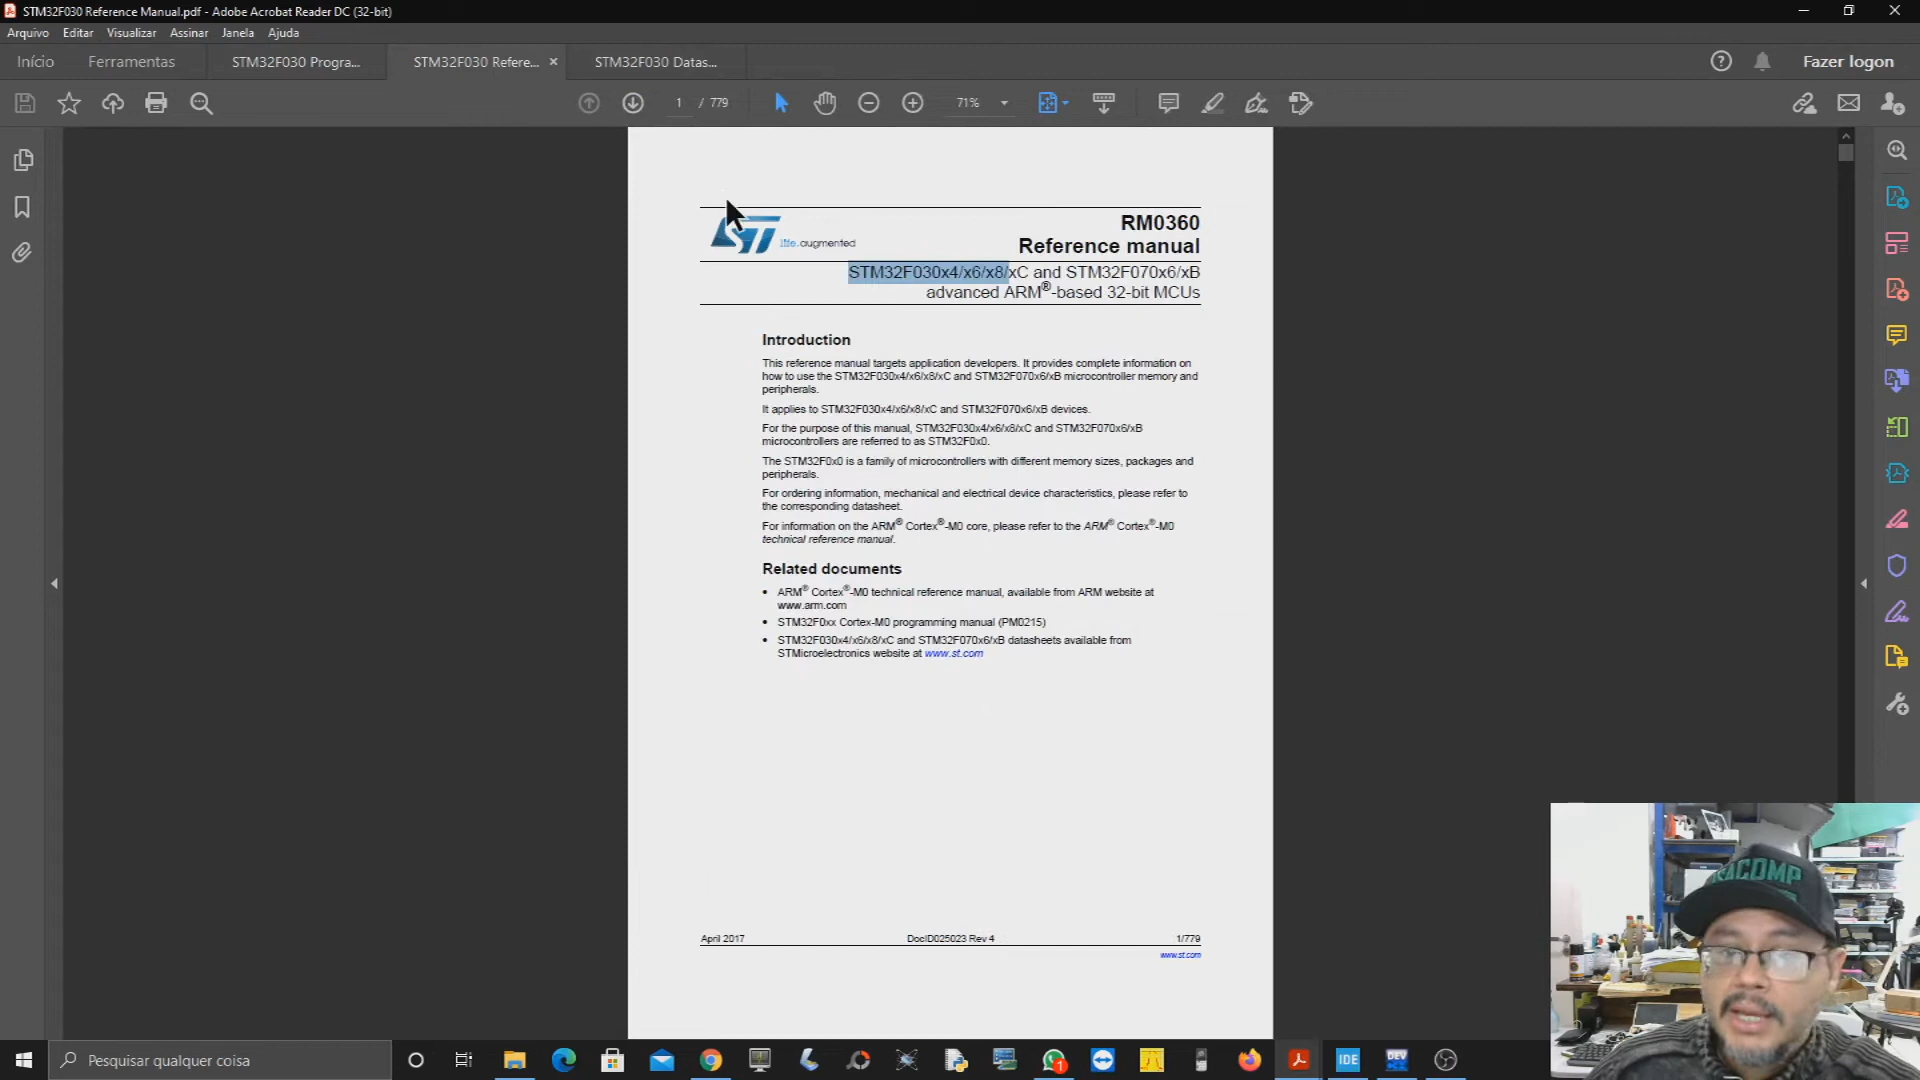 STM32F030 Reference Manual.pdf - Adobe Acrobat Reader DC (32-bit)
Arquivo Editar Visualizar Assinar Janela Ajuda
Início Ferramentas STM32F030 Progra... STM32F030 Refere... STM32F030 Datas... Fazer logon
1 / 779 71%
ST life.augmented
RM0360
Reference manual
STM32F030x4/x6/x8/xC and STM32F070x6/xB
advanced ARM®-based 32-bit MCUs
Introduction
This reference manual targets application developers. It provides complete information on
how to use the STM32F030x4/x6/x8/xC and STM32F070x6/xB microcontroller memory and
peripherals.
It applies to STM32F030x4/x6/x8/xC and STM32F070x6/xB devices.
For the purpose of this manual, STM32F030x4/x6/x8/xC and STM32F070x6/xB
microcontrollers are referred to as STM32F0x0.
The STM32F0x0 is a family of microcontrollers with different memory sizes, packages and
peripherals.
For ordering information, mechanical and electrical device characteristics, please refer to
the corresponding datasheet.
For information on the ARM® Cortex®-M0 core, please refer to the ARM® Cortex®-M0
technical reference manual.
Related documents
• ARM® Cortex®-M0 technical reference manual, available from ARM website at
www.arm.com
• STM32F0xx Cortex-M0 programming manual (PM0215)
• STM32F030x4/x6/x8/xC and STM32F070x6/xB datasheets available from
STMicroelectronics website at www.st.com
April 2017 DocID025023 Rev 4 1/779
www.st.com
Pesquisar qualquer coisa
1
IDE
DEV